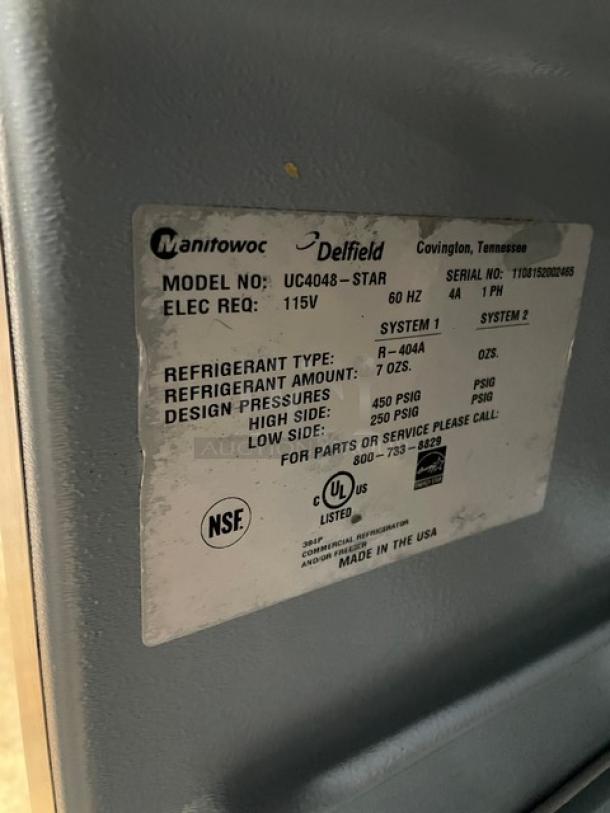 Manitowoc Delfield Covington, Tennessee
MODEL NO: UC4048-STAR SERIAL NO: 1108152002465
ELEC REQ: 115V 60 HZ 4A 1 PH
SYSTEM 1 SYSTEM 2
REFRIGERANT TYPE: R-404A
REFRIGERANT AMOUNT: 7 OZS. OZS.
DESIGN PRESSURES
HIGH SIDE: 450 PSIG PSIG
LOW SIDE: 250 PSIG PSIG
FOR PARTS OR SERVICE PLEASE CALL:
800-733-8829
C UL US
LISTED
NSF
394P
COMMERCIAL REFRIGERATOR
AND/OR FREEZER
MADE IN THE USA